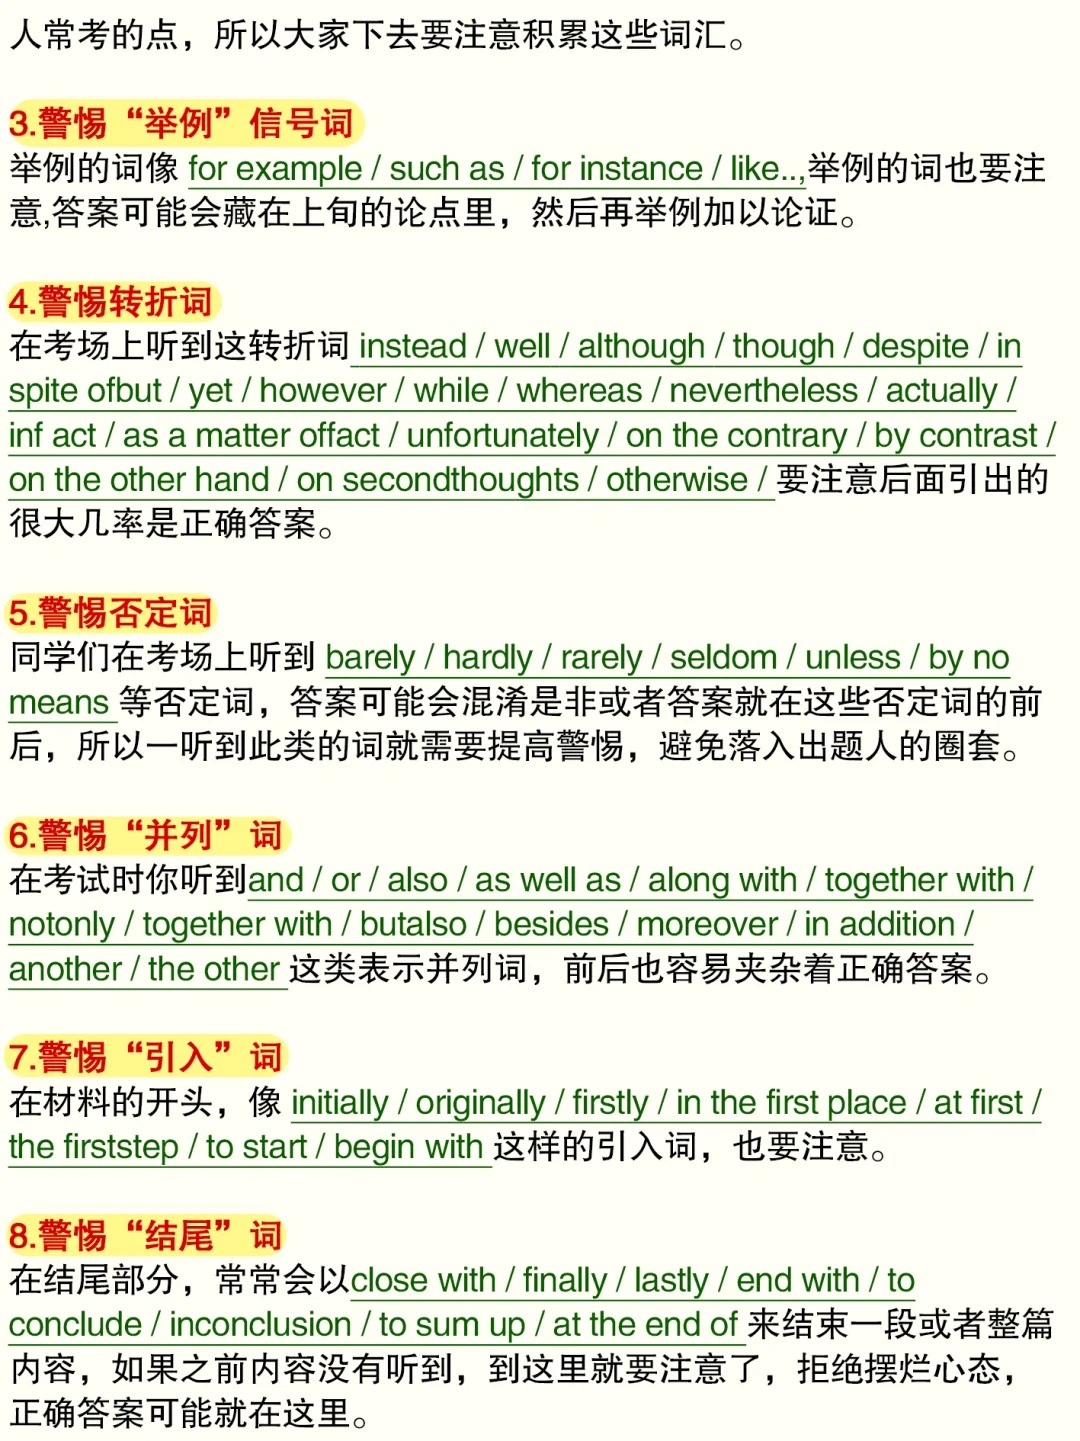 人常考的点，所以大家下去要注意积累这些词汇。
3.警惕“举例”信号词
举例的词像 for example / such as / for instance / like..,举例的词也要注
意,答案可能会藏在上旬的论点里，然后再举例加以论证。
4.警惕转折词
在考场上听到这转折词 instead / well / although / though / despite / in
spite ofbut / yet / however / while / whereas / nevertheless / actually /
inf act / as a matter offact / unfortunately / on the contrary / by contrast /
on the other hand / on secondthoughts / otherwise / 要注意后面引出的
很大几率是正确答案。
5.警惕否定词
同学们在考场上听到 barely / hardly / rarely / seldom / unless / by no
means 等否定词，答案可能会混淆是非或者答案就在这些否定词的前
后，所以一听到此类的词就需要提高警惕，避免落入出题人的圈套。
6.警惕“并列”词
在考试时你听到and / or / also / as well as / along with / together with /
notonly / together with / butalso / besides / moreover / in addition /
another / the other 这类表示并列词，前后也容易夹杂着正确答案。
7.警惕“引入”词
在材料的开头，像 initially / originally / firstly / in the first place / at first /
the firststep / to start / begin with 这样的引入词，也要注意。
8.警惕“结尾”词
在结尾部分，常常会以close with / finally / lastly / end with / to
conclude / inconclusion / to sum up / at the end of 来结束一段或者整篇
内容，如果之前内容没有听到，到这里就要注意了，拒绝摆烂心态，
正确答案可能就在这里。